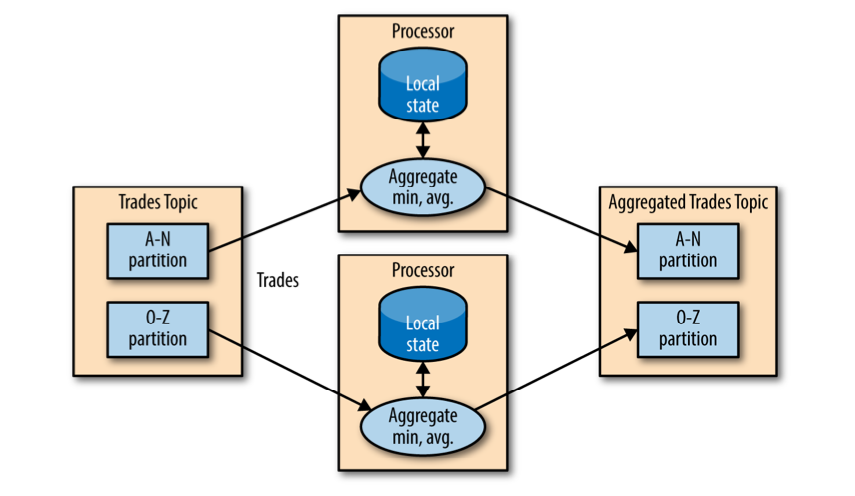 Trades Topic
A-N
partition
O-Z
partition
Trades
Processor
Local
state
Aggregate
min, avg.
Processor
Local
state
Aggregate
min, avg.
Aggregated Trades Topic
A-N
partition
O-Z
partition